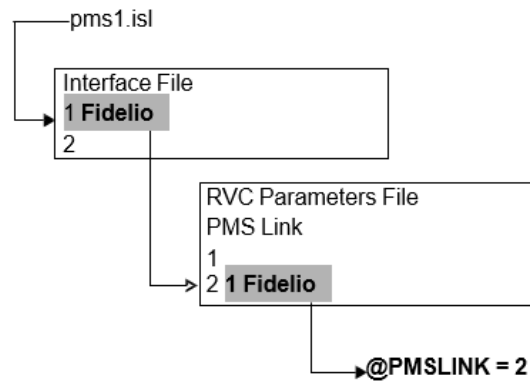 pms1.isl
Interface File
1 Fidelio
2
RVC Parameters File
PMS Link
1
2 1 Fidelio
@PMSLINK = 2